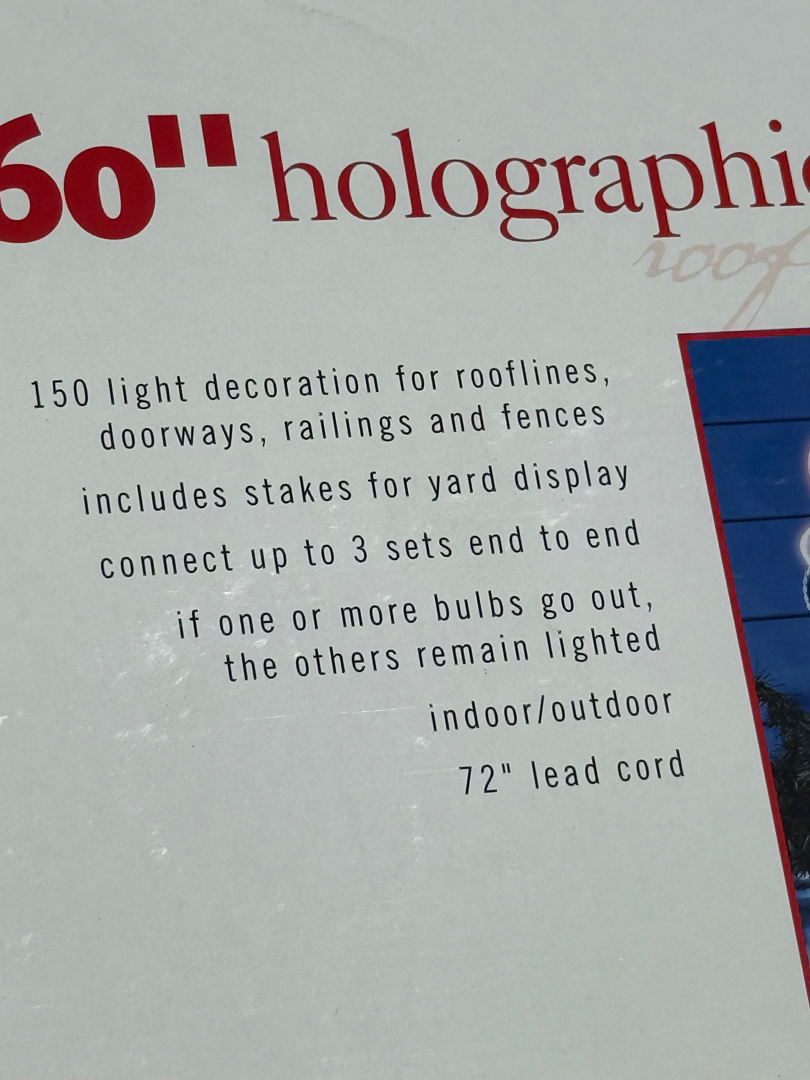 60" holographic
roof
150 light decoration for rooflines,
doorways, railings and fences
includes stakes for yard display
connect up to 3 sets end to end
if one or more bulbs go out,
the others remain lighted
indoor/outdoor
72" lead cord